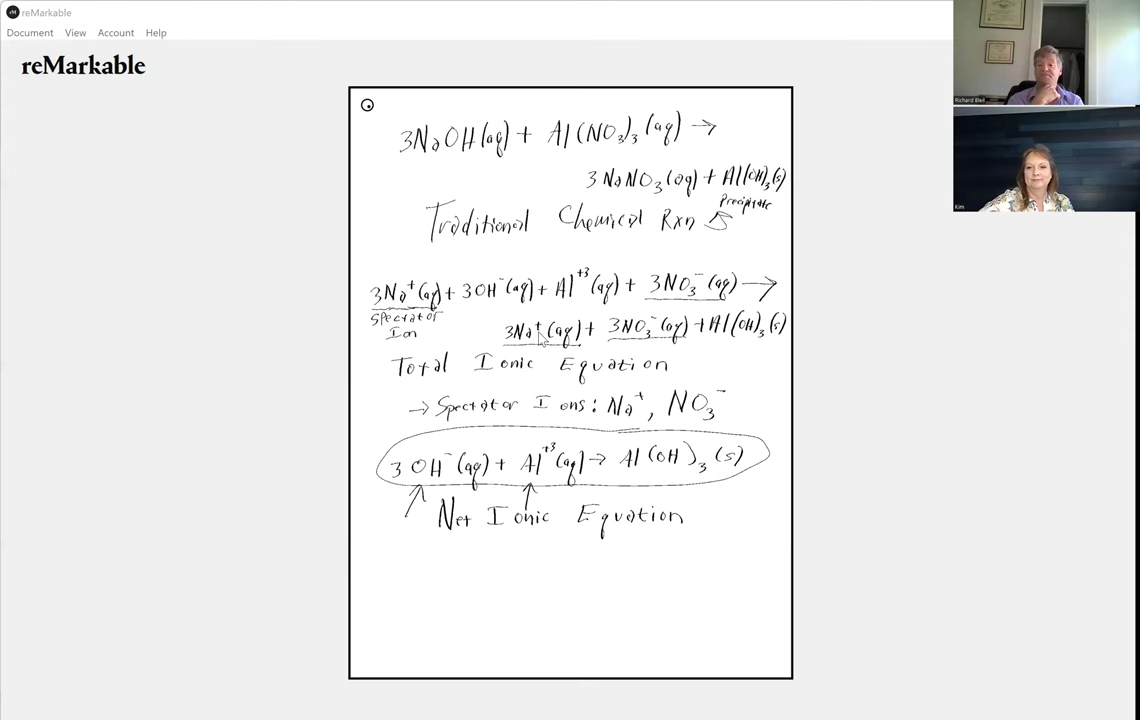 reMarkable
Document View Account Help
reMarkable
3NaOH(aq) + Al(NO₃)₃(aq) →
3NaNO₃(aq) + Al(OH)₃(s)
Precipitate
Traditional Chemical Rxn
3Na⁺(aq) + 3OH⁻(aq) + Al⁺³(aq) + 3NO₃⁻(aq) →
Spectator
Ion
3Na⁺(aq) + 3NO₃⁻(aq) + Al(OH)₃(s)
Total Ionic Equation
→ Spectator Ions: Na⁺, NO₃⁻
3OH⁻(aq) + Al⁺³(aq) → Al(OH)₃(s)
Net Ionic Equation
Richard Bleil
Kim